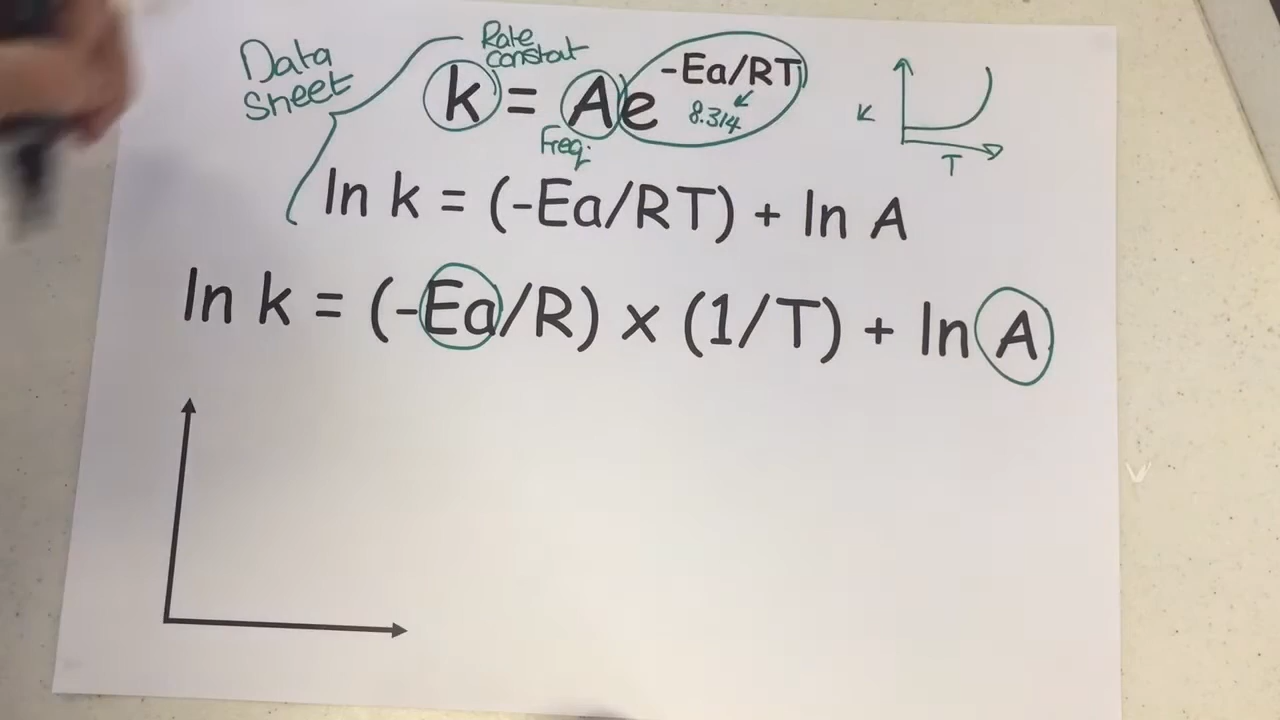 Data
Sheet
Rate
constant
k = Ae -Ea/RT
8.314
Freq.
K
T
ln k = (-Ea/RT) + ln A
ln k = (-Ea/R) x (1/T) + ln A